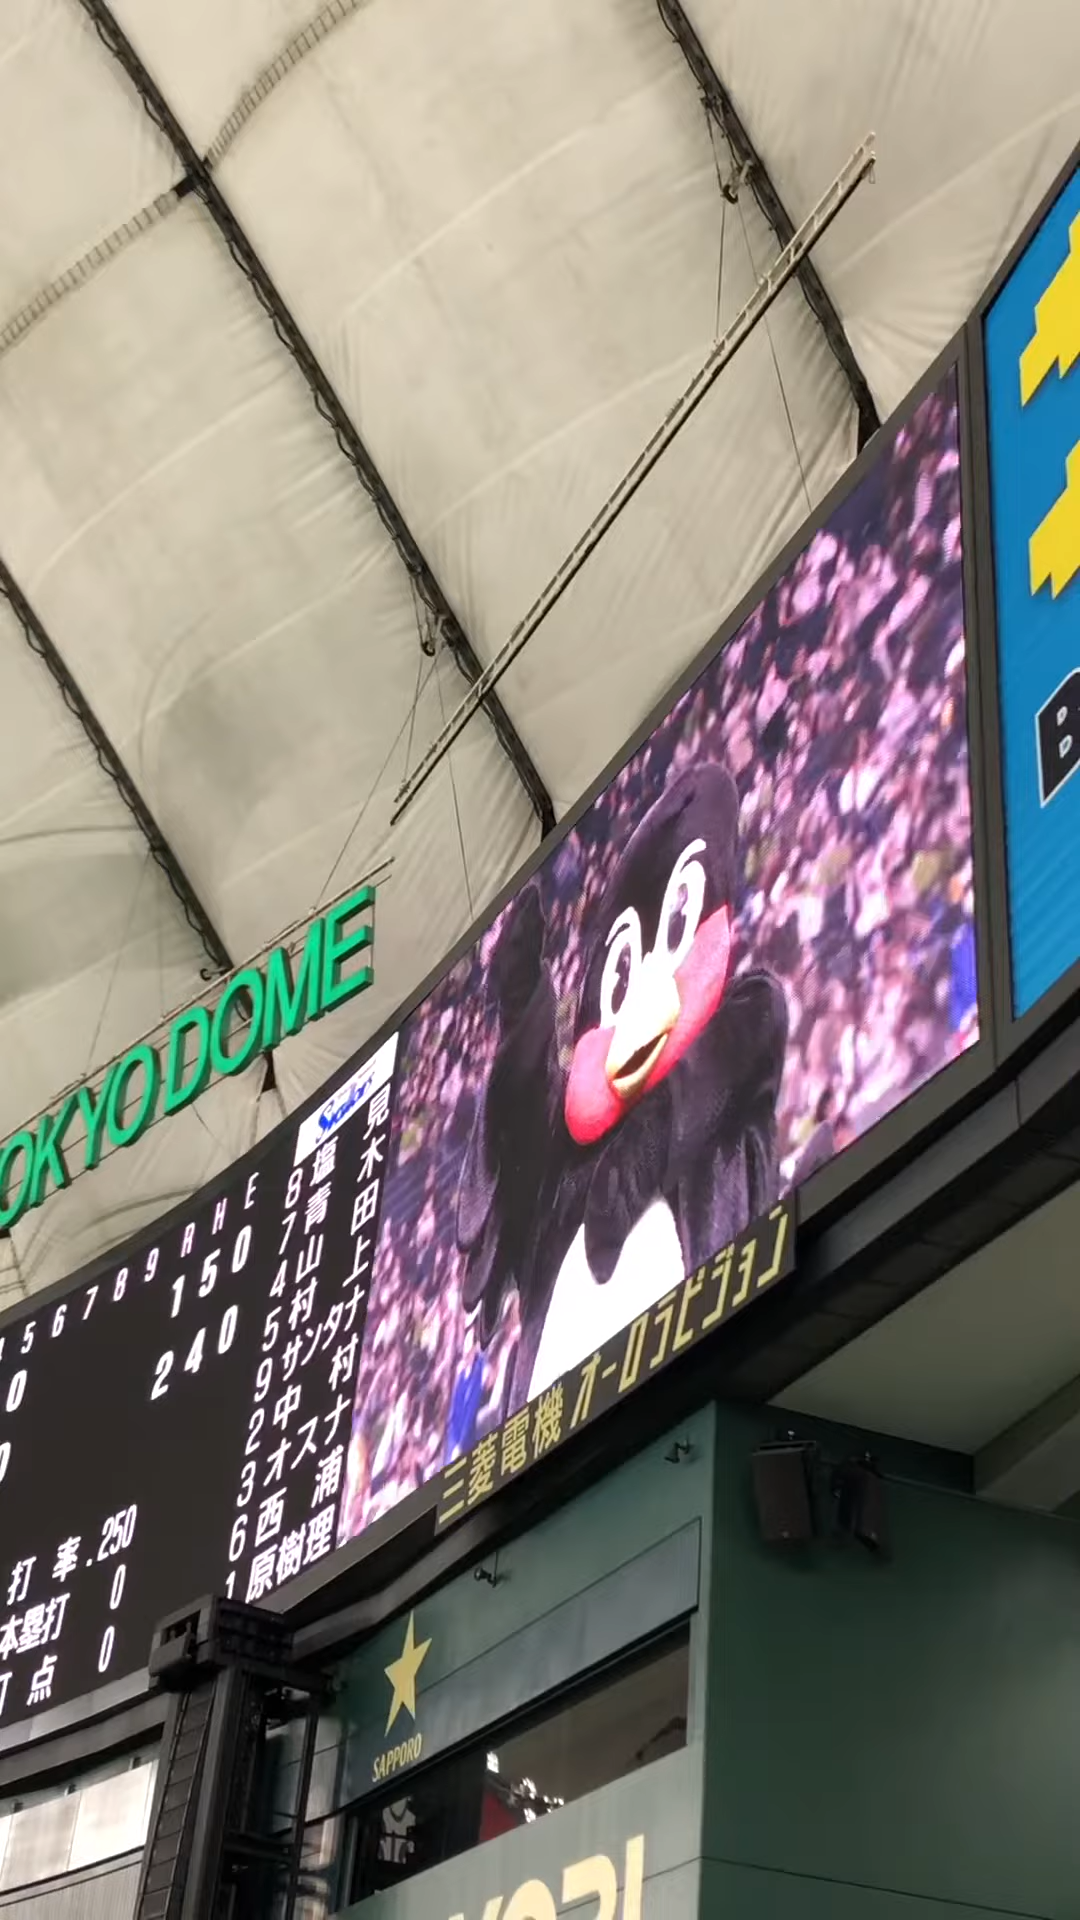 TOKYO DOME
5 6 7 8 9 R H E
0 1 5 0
2 4 0
Swallows
8 塩見
7 青木
4 山田
5 村上
9 サンタナ
2 中村
3 オスナ
6 西浦
1 原樹理
打率.250
本塁打 0
打点 0
三菱電機 オーロラビジョン
SAPPORO